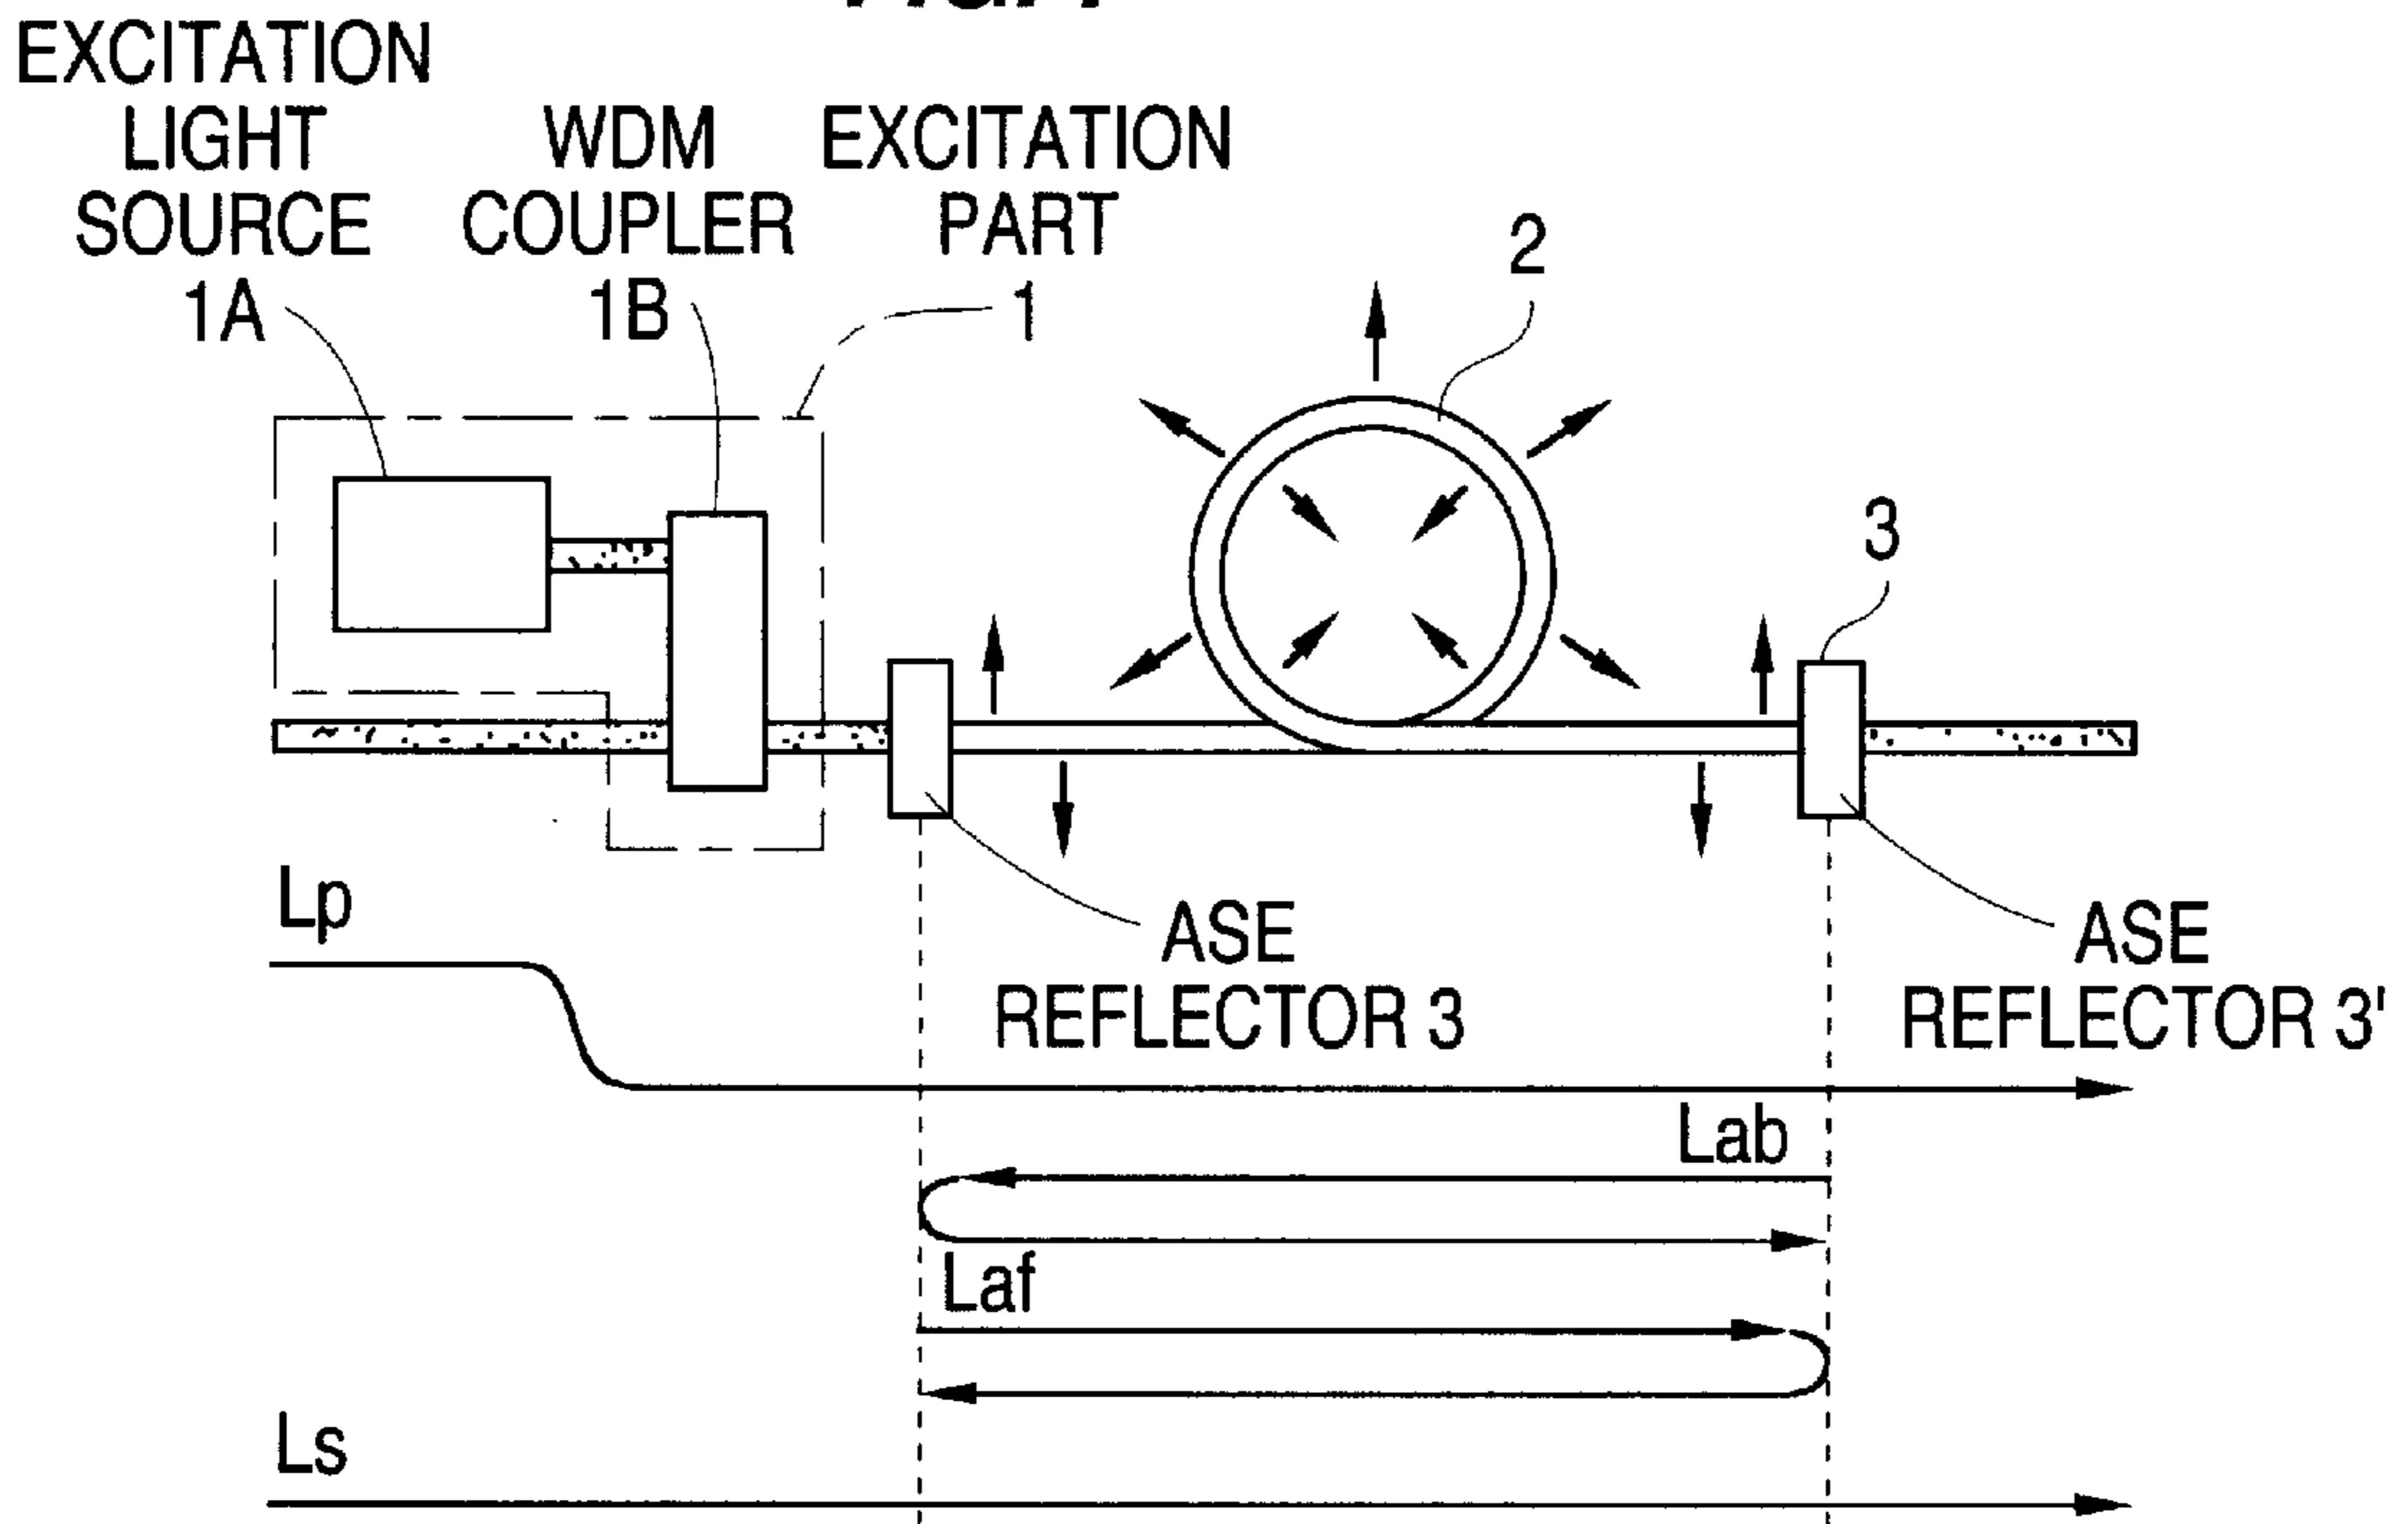 EXCITATION
LIGHT
SOURCE
1A
WDM
COUPLER
1B
EXCITATION
PART
1
2
3
Lp
ASE
REFLECTOR 3
ASE
REFLECTOR 3'
Lab
Laf
Ls